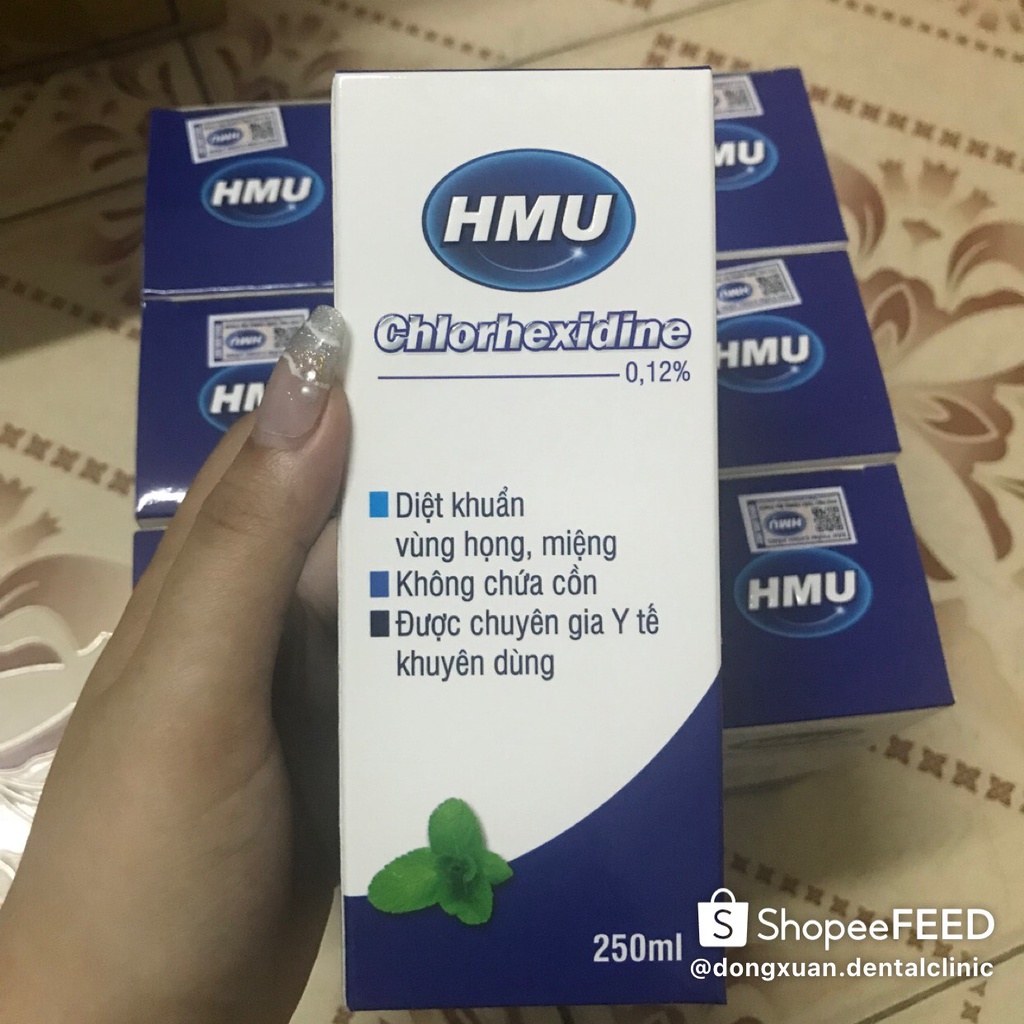 HMU
Chlorhexidine
0,12%
Diệt khuẩn
vùng họng, miệng
Không chứa cồn
Được chuyên gia Y tế
khuyên dùng
250ml
HMU
HMU
HMU
HMU
ShopeeFEED
@dongxuan.dentalclinic